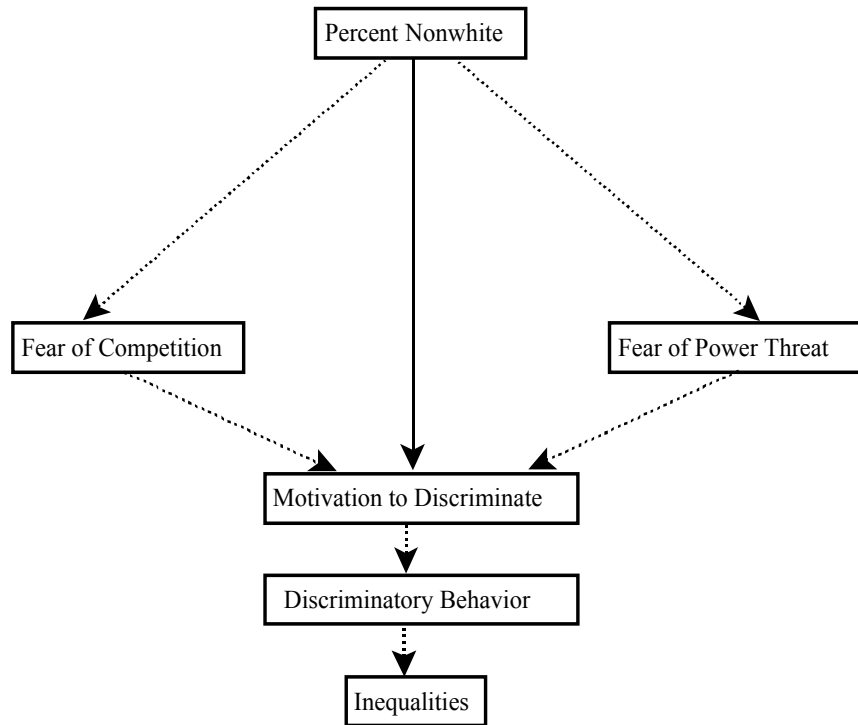 Percent Nonwhite
Fear of Competition
Fear of Power Threat
Motivation to Discriminate
Discriminatory Behavior
Inequalities